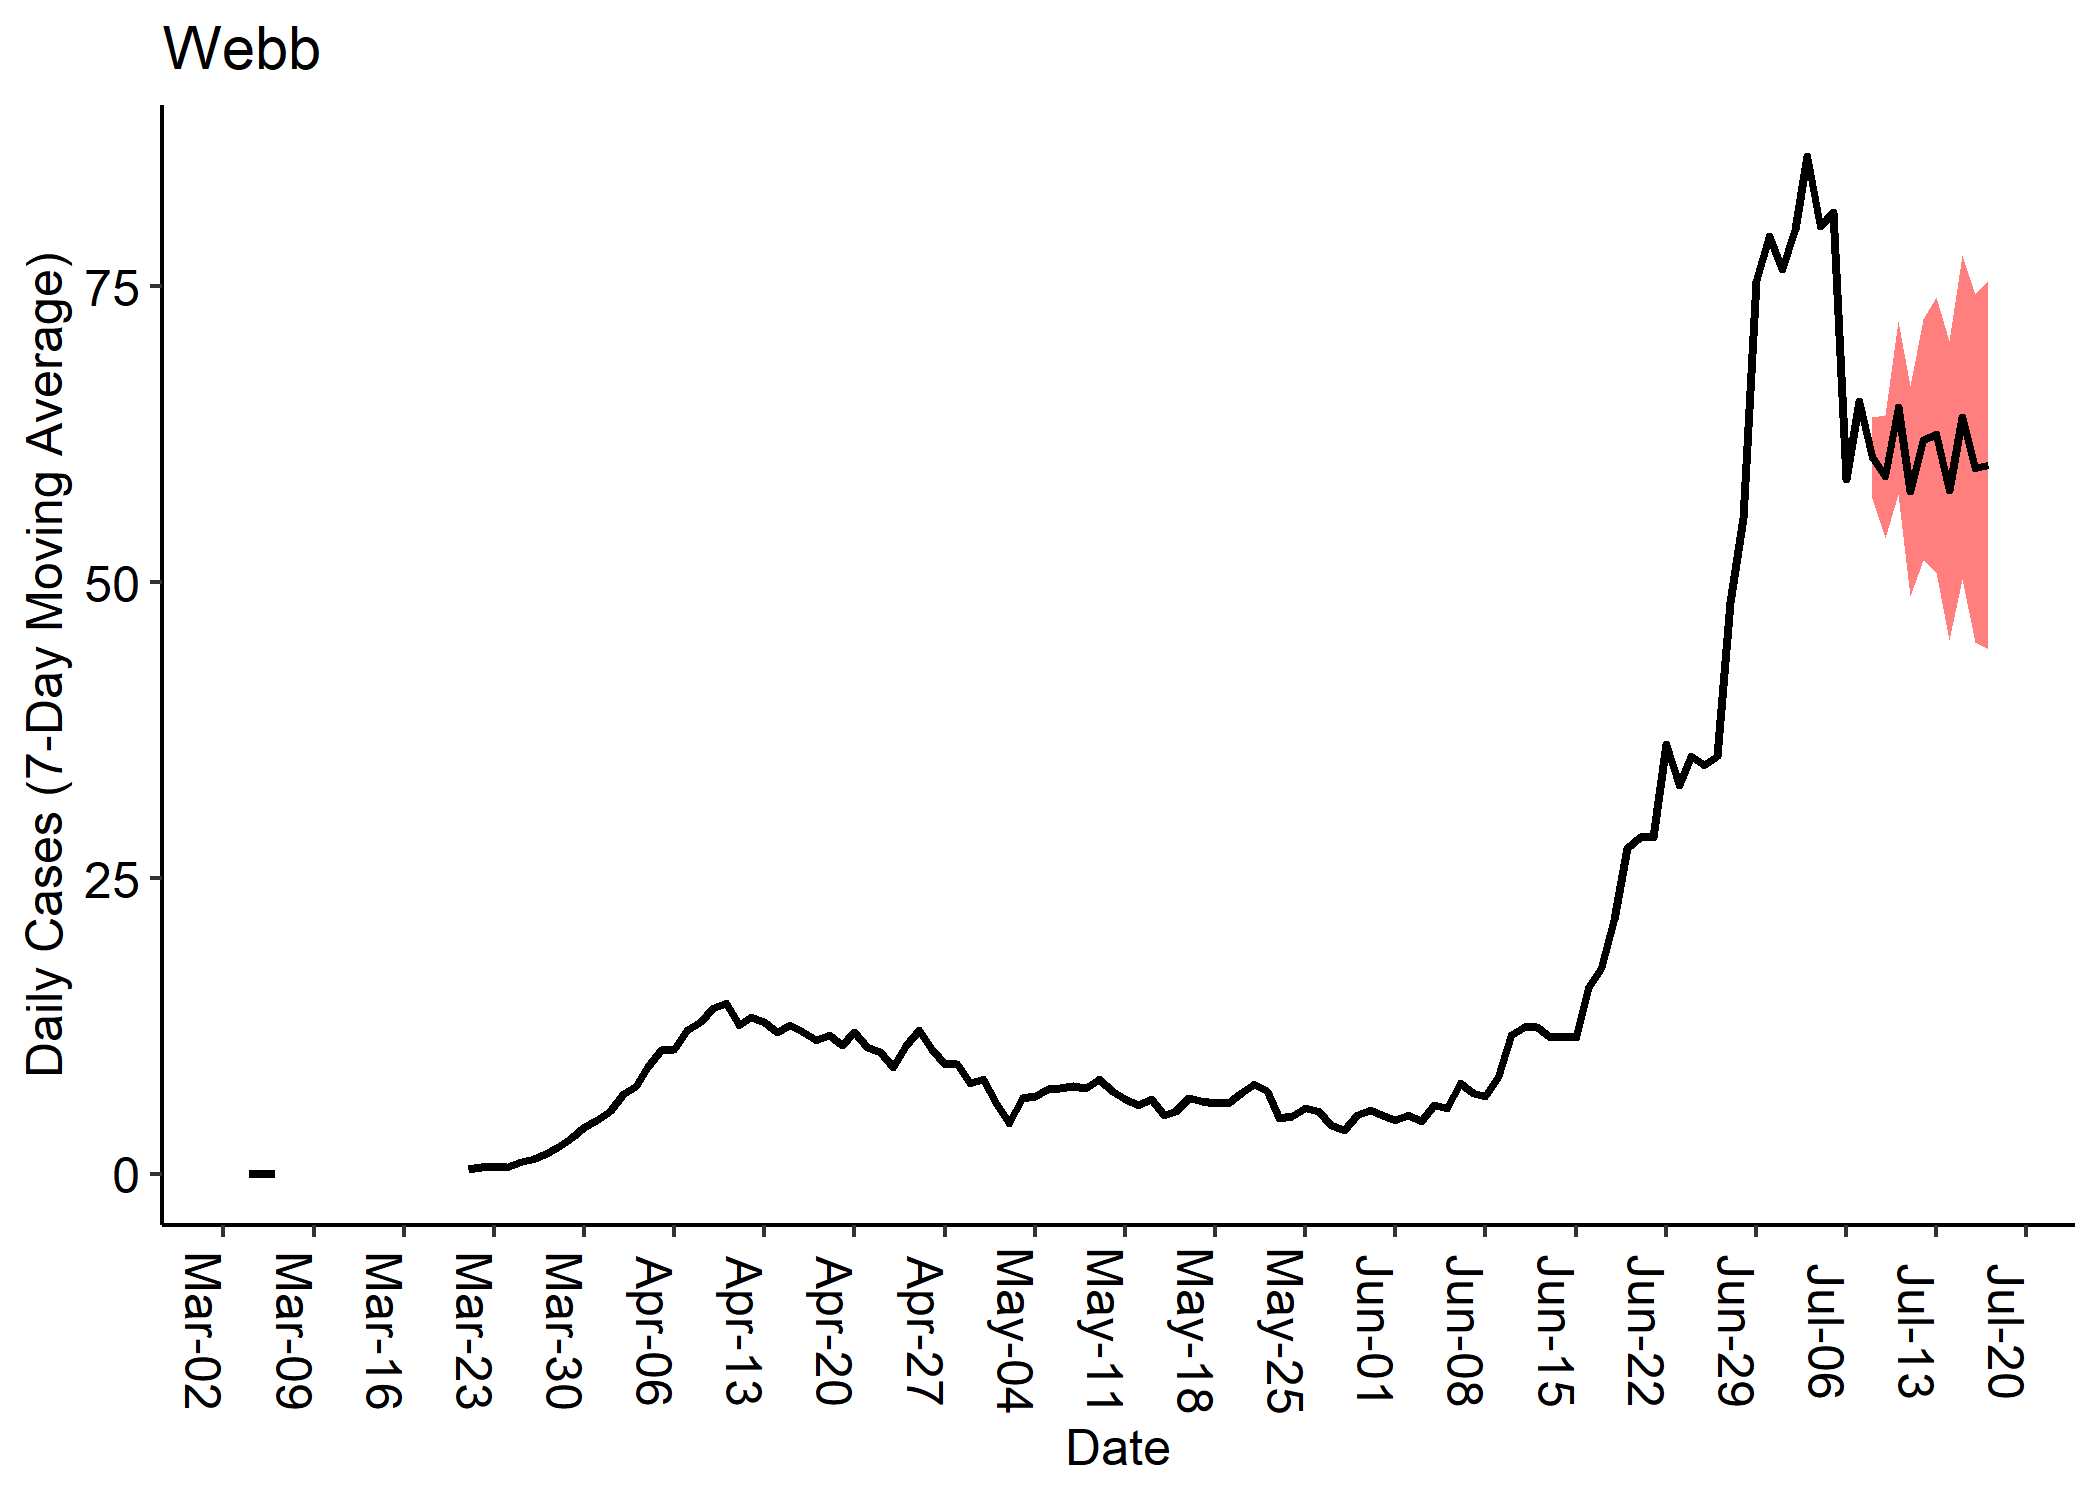 Webb
Daily Cases (7-Day Moving Average)
75
50
25
0
Mar-02
Mar-09
Mar-16
Mar-23
Mar-30
Apr-06
Apr-13
Apr-20
Apr-27
May-04
May-11
May-18
May-25
Jun-01
Jun-08
Jun-15
Jun-22
Jun-29
Jul-06
Jul-13
Jul-20
Date